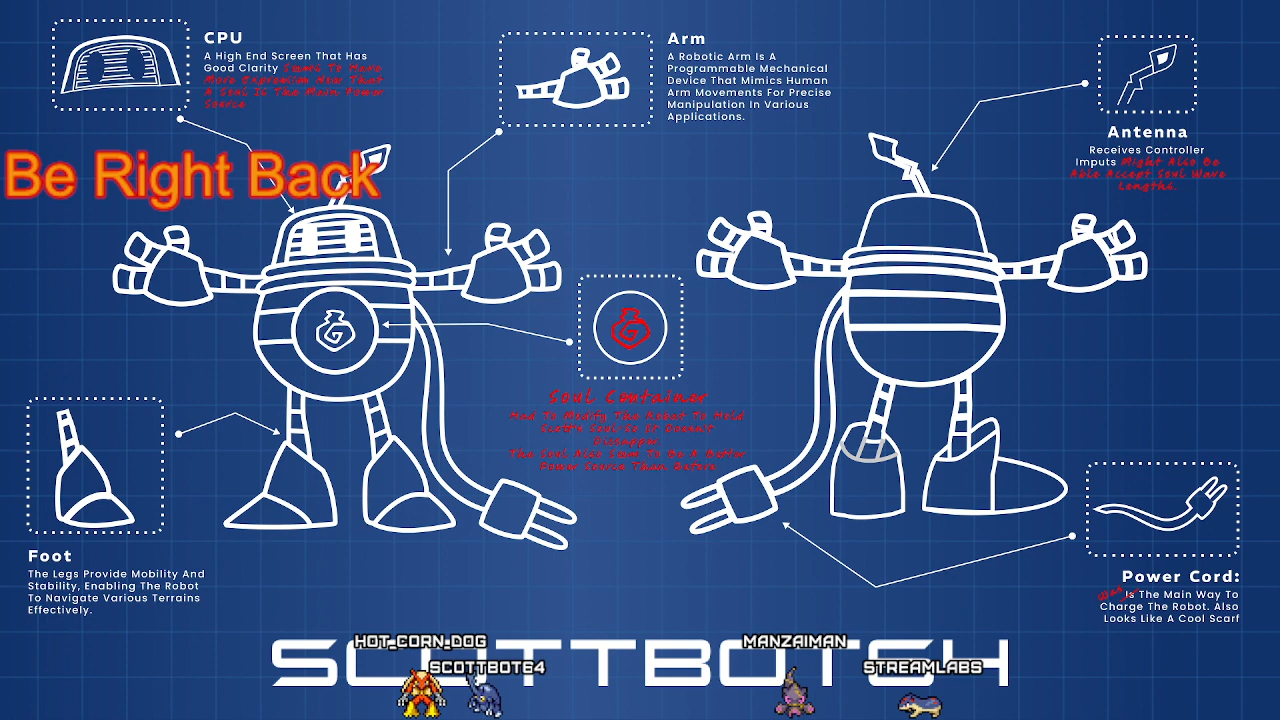 CPU
A High End Screen That Has
Good Clarity Seems To Have
More Expression Now That
A Soul Is The Main Power
Source
Arm
A Robotic Arm Is A
Programmable Mechanical
Device That Mimics Human
Arm Movements For Precise
Manipulation In Various
Applications.
Antenna
Receives Controller
Imputs Might Also Be
Able Accept Soul Wave
Lengths
Be Right Back
G
G
Soul Container
Had To Modify The Robot To Hold
Soul So It Doesn't
Disappear
The Soul Also Seem To Be A Better
Power Source Than Before
Foot
The Legs Provide Mobility And
Stability, Enabling The Robot
To Navigate Various Terrains
Effectively.
Power Cord:
Was Is The Main Way To
Charge The Robot. Also
Looks Like A Cool Scarf
SCOTTBOT64
HOT_CORN_DOG
SCOTTBOT64
MANZAIMAN
STREAMLABS